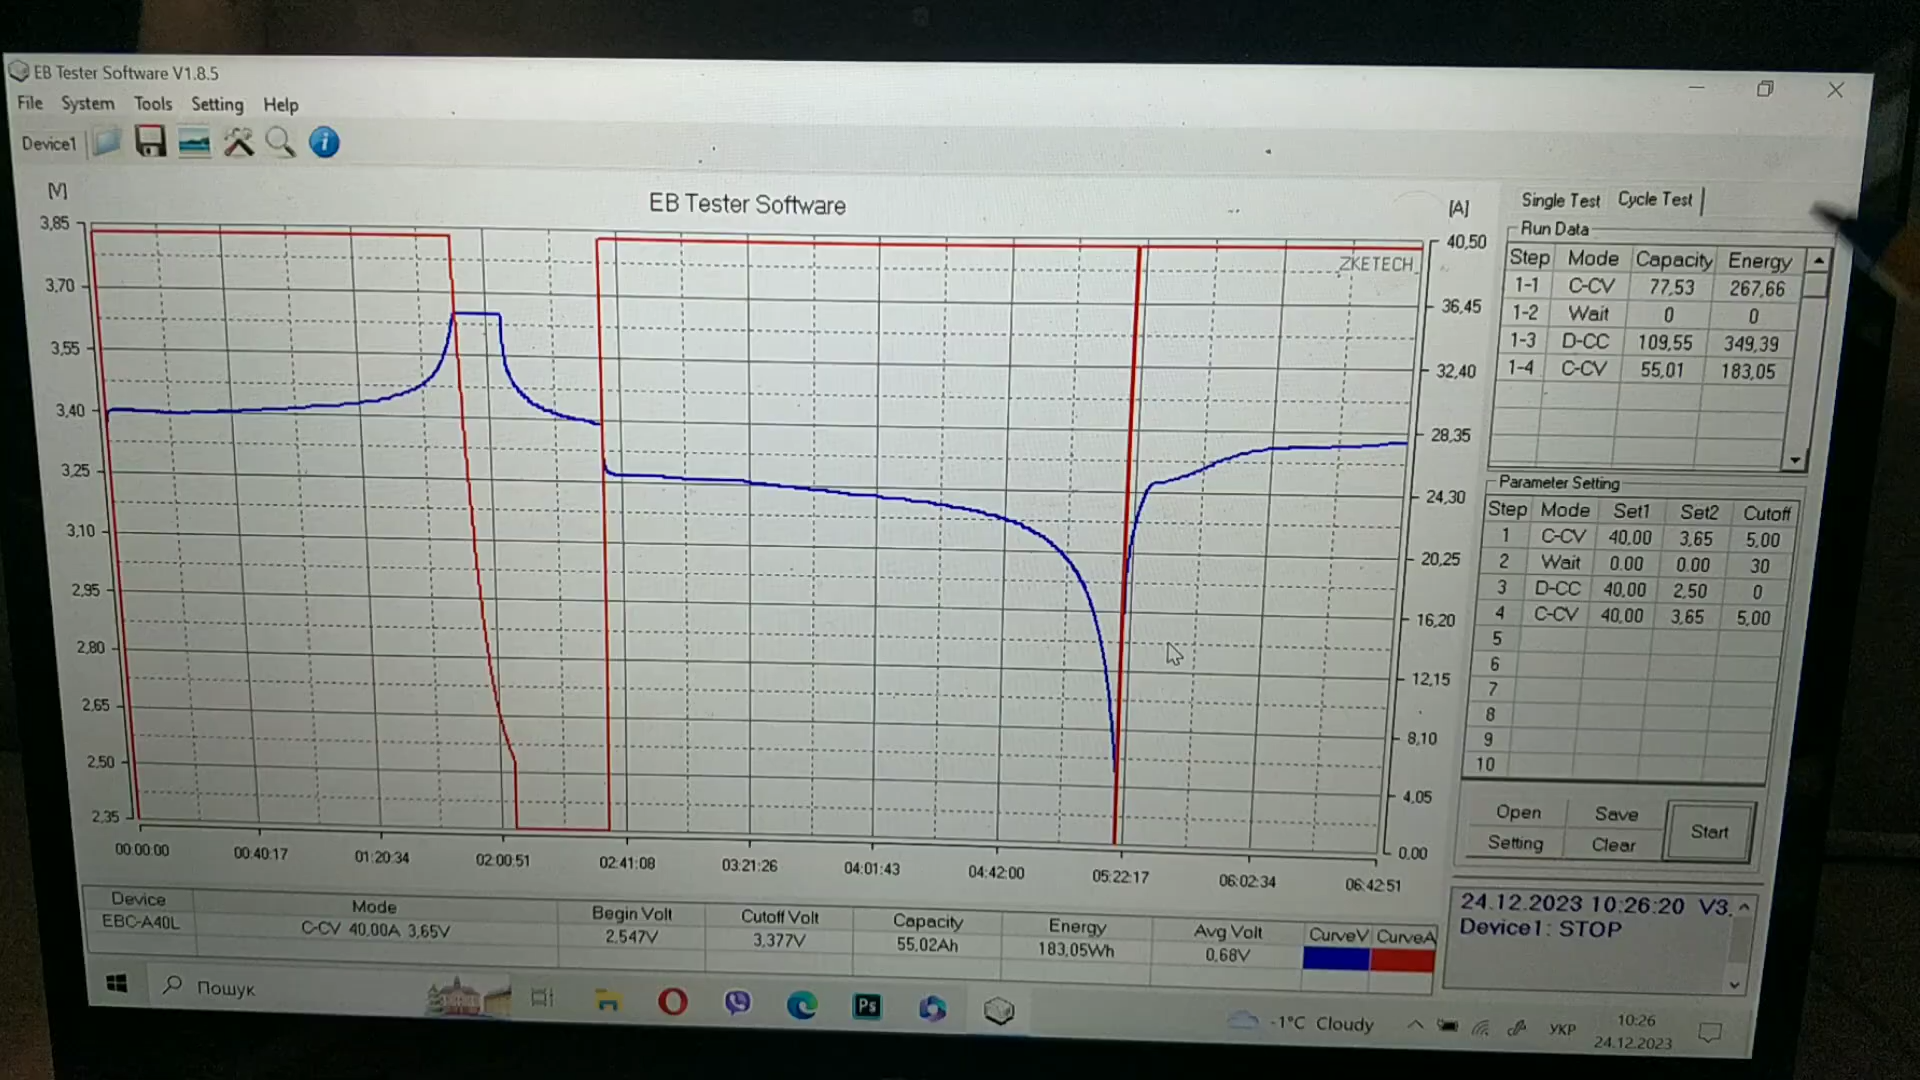 EB Tester Software V1.8.5
File System Tools Setting Help
Device1
[V]
EB Tester Software
[A]
3,85
3,70
3,55
3,40
3,25
3,10
2,95
2,80
2,65
2,50
2,35
ZKETECH
40,50
36,45
32,40
28,35
24,30
20,25
16,20
12,15
8,10
4,05
0.00
00:00:00 00:40:17 01:20:34 02:00:51 02:41:08 03:21:26 04:01:43 04:42:00 05:22:17 06:02:34 06:42:51
Single Test Cycle Test
Run Data
Step Mode Capacity Energy
1-1 C-CV 77,53 267,66
1-2 Wait 0 0
1-3 D-CC 109,55 349,39
1-4 C-CV 55,01 183,05
Parameter Setting
Step Mode Set1 Set2 Cutoff
1 C-CV 40,00 3,65 5,00
2 Wait 0.00 0.00 30
3 D-CC 40,00 2,50 0
4 C-CV 40,00 3,65 5,00
5
6
7
8
9
10
Open Save
Setting Clear
Start
Device Mode Begin Volt Cutoff Volt Capacity Energy Avg Volt CurveV CurveA
EBC-A40L C-CV 40,00A 3,65V 2,547V 3,377V 55,02Ah 183,05Wh 0,68V
24.12.2023 10:26:20 V3.
Device1: STOP
Пошук
Ps
-1°C Cloudy
УКР
10:26
24.12.2023